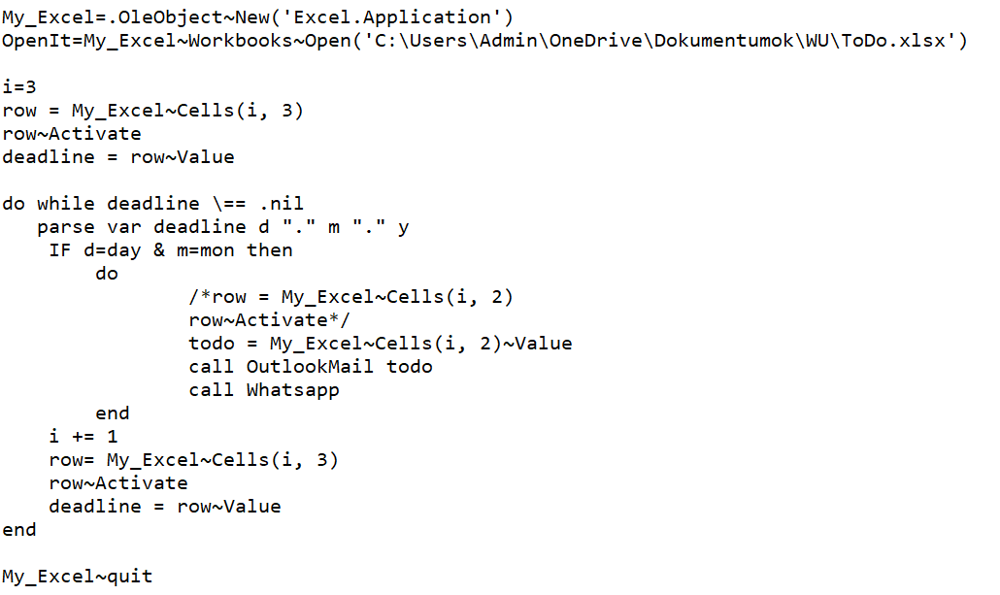 My_Excel=.OleObject~New('Excel.Application')
OpenIt=My_Excel~Workbooks~Open('C:\Users\Admin\OneDrive\Dokumentumok\WU\ToDo.xlsx')

i=3
row = My_Excel~Cells(i, 3)
row~Activate
deadline = row~Value

do while deadline \== .nil
   parse var deadline d "." m "." y
    IF d=day & m=mon then
        do
                /*row = My_Excel~Cells(i, 2)
                row~Activate*/
                todo = My_Excel~Cells(i, 2)~Value
                call OutlookMail todo
                call Whatsapp
        end
    i += 1
    row= My_Excel~Cells(i, 3)
    row~Activate
    deadline = row~Value
end

My_Excel~quit